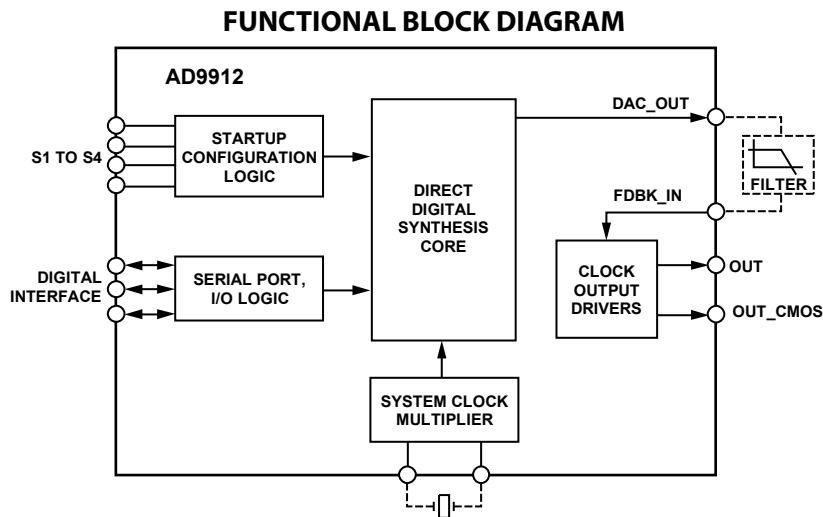 FUNCTIONAL BLOCK DIAGRAM
AD9912
S1 TO S4
STARTUP
CONFIGURATION
LOGIC
DIGITAL
INTERFACE
SERIAL PORT,
I/O LOGIC
DIRECT
DIGITAL
SYNTHESIS
CORE
SYSTEM CLOCK
MULTIPLIER
DAC_OUT
FILTER
FDBK_IN
CLOCK
OUTPUT
DRIVERS
OUT
OUT_CMOS